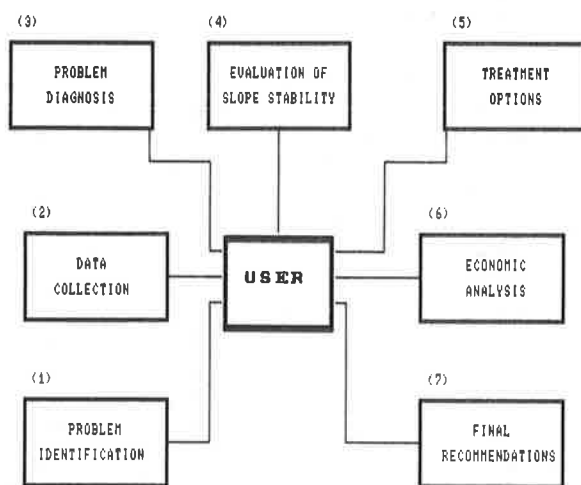 (3)
PROBLEM
DIAGNOSIS
(4)
EVALUATION OF
SLOPE STABILITY
(5)
TREATMENT
OPTIONS
(2)
DATA
COLLECTION
USER
(6)
ECONOMIC
ANALYSIS
(1)
PROBLEM
IDENTIFICATION
(7)
FINAL
RECOMMENDATIONS